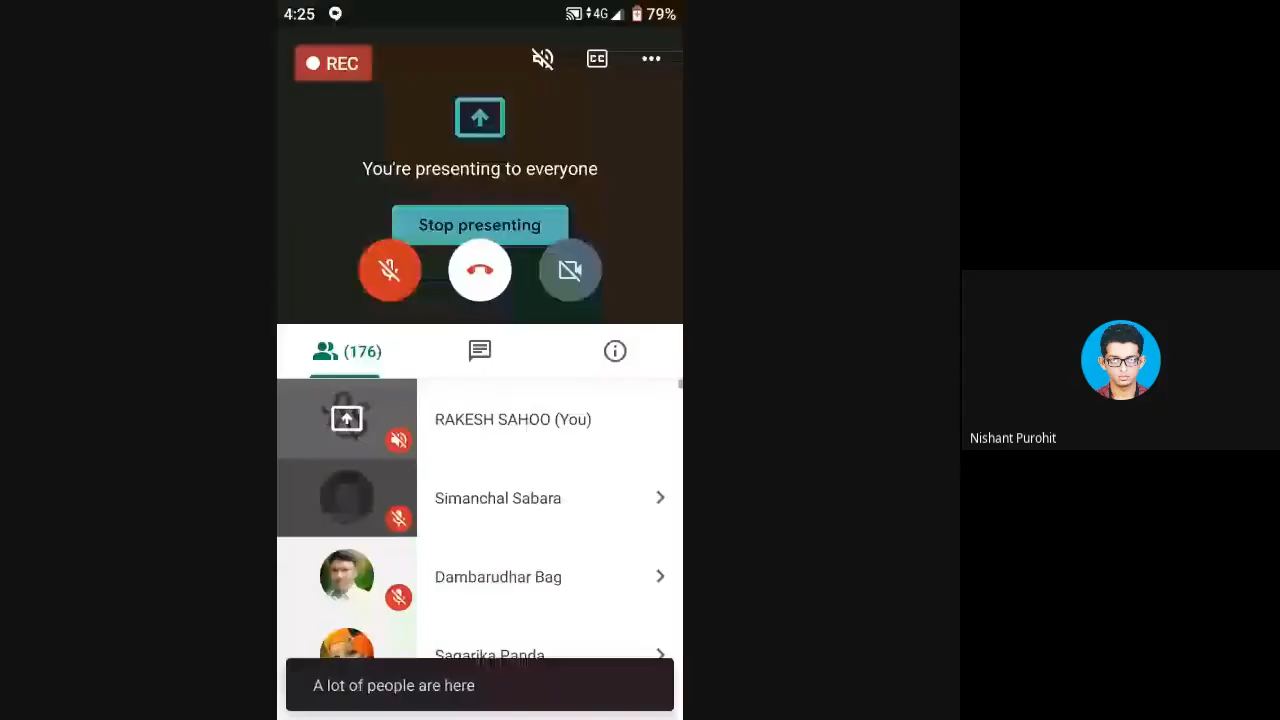 4:25
4G
79%
REC
CC
You're presenting to everyone
Stop presenting
(176)
RAKESH SAHOO (You)
Simanchal Sabara
Dambarudhar Bag
Sagarika Panda
A lot of people are here
Nishant Purohit